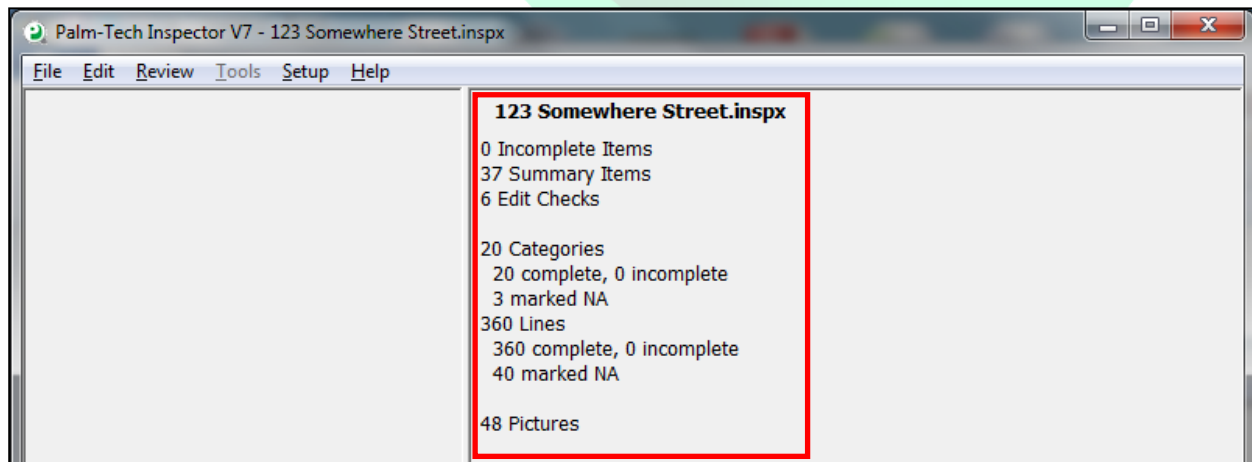 Palm-Tech Inspector V7 - 123 Somewhere Street.inspx
File Edit Review Tools Setup Help
123 Somewhere Street.inspx
0 Incomplete Items
37 Summary Items
6 Edit Checks
20 Categories
20 complete, 0 incomplete
3 marked NA
360 Lines
360 complete, 0 incomplete
40 marked NA
48 Pictures